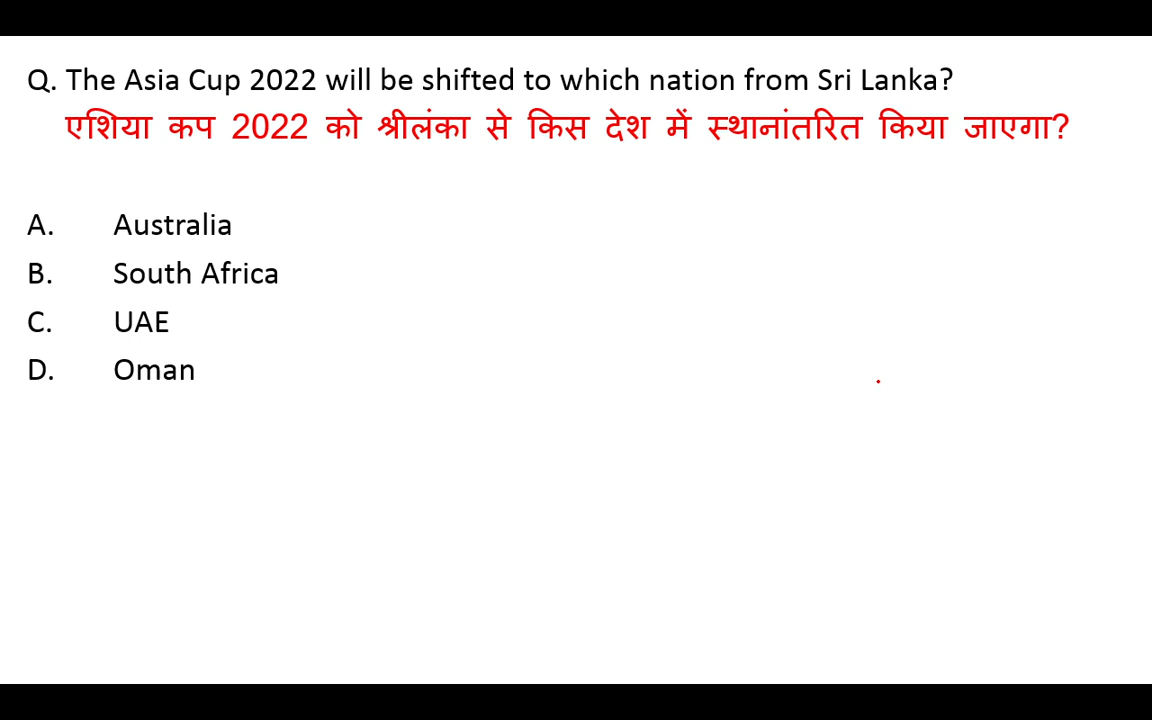 Q. The Asia Cup 2022 will be shifted to which nation from Sri Lanka?
एशिया कप 2022 को श्रीलंका से किस देश में स्थानांतरित किया जाएगा?
A. Australia
B. South Africa
C. UAE
D. Oman